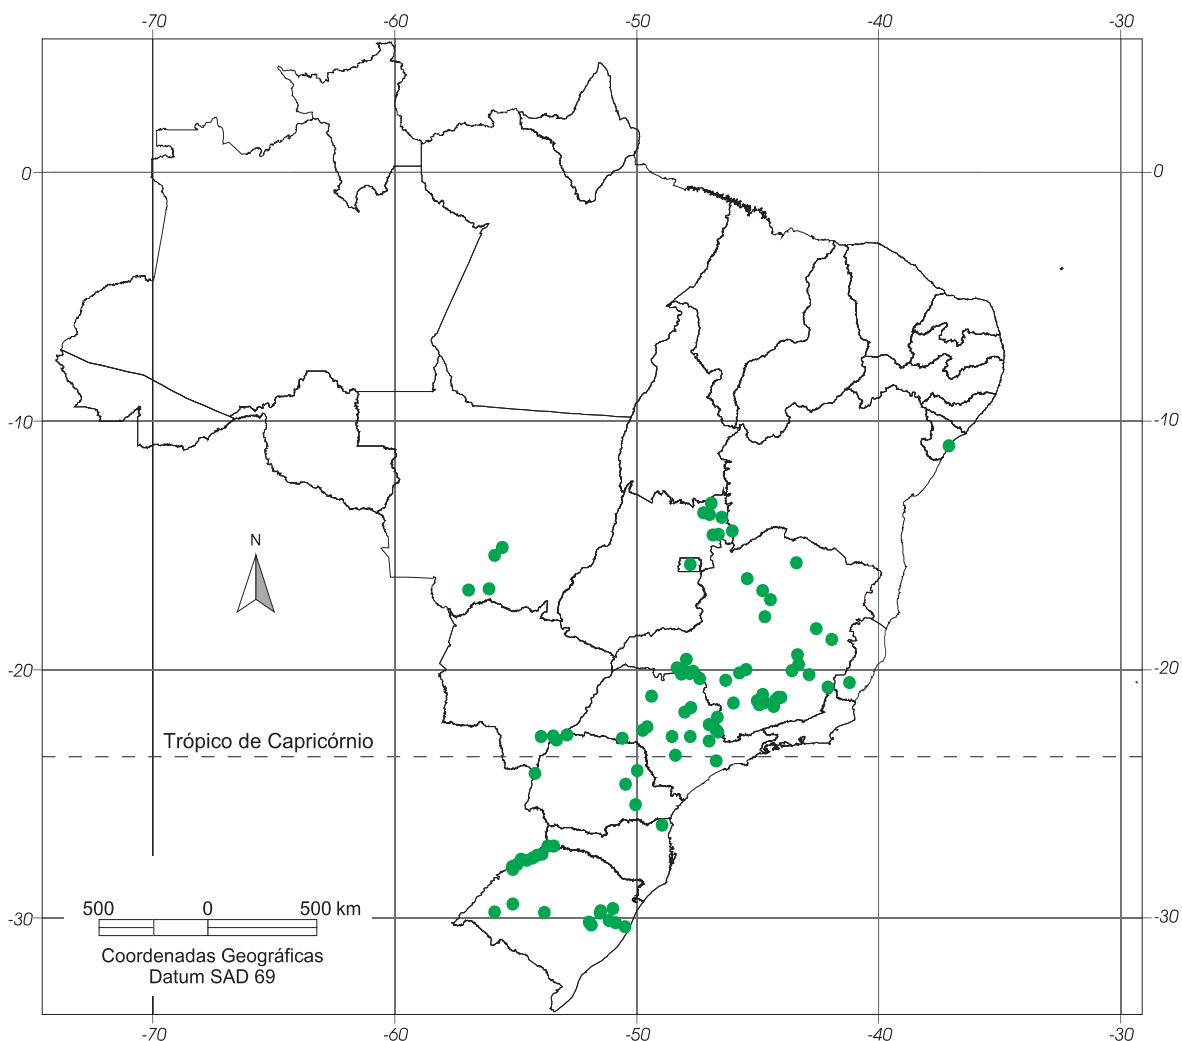 -70 -60 -50 -40 -30
0 0
-10 -10
N
-20 -20
Trópico de Capricórnio
500 0 500 km
-30 -30
Coordenadas Geográficas
Datum SAD 69
-70 -60 -50 -40 -30